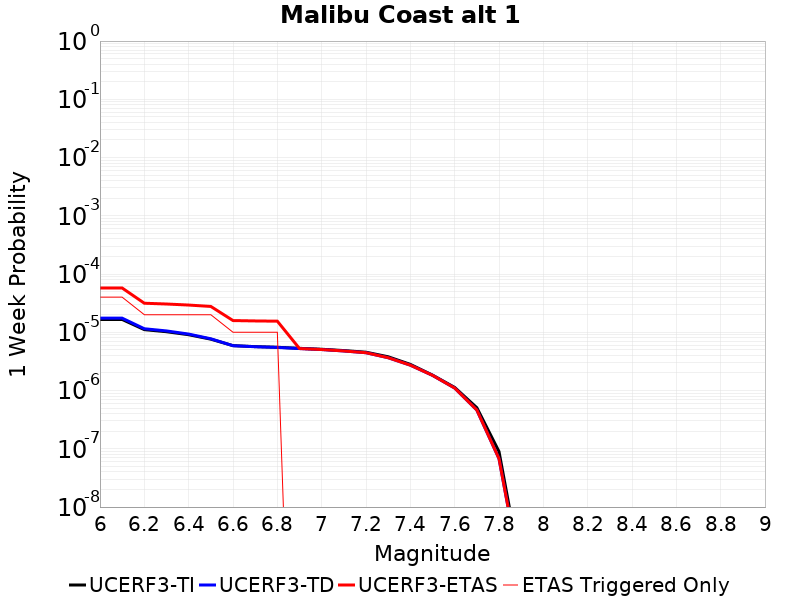 Malibu Coast alt 1
10^0
10^-1
10^-2
10^-3
10^-4
10^-5
10^-6
10^-7
10^-8
1 Week Probability
6 6.2 6.4 6.6 6.8 7 7.2 7.4 7.6 7.8 8 8.2 8.4 8.6 8.8 9
Magnitude
UCERF3-TI UCERF3-TD UCERF3-ETAS ETAS Triggered Only